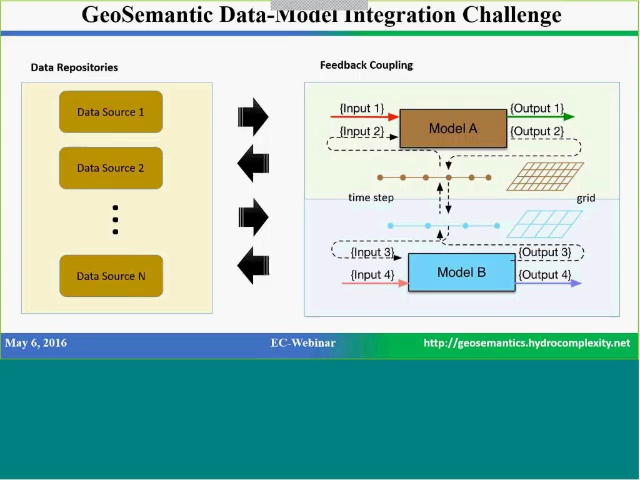 GeoSemantic Data-Model Integration Challenge
Data Repositories
Data Source 1
Data Source 2
Data Source N
Feedback Coupling
{Input 1}
{Output 1}
Model A
{Input 2}
{Output 2}
time step
grid
{Input 3}
{Output 3}
Model B
{Input 4}
{Output 4}
May 6, 2016
EC-Webinar
http://geosemantics.hydrocomplexity.net